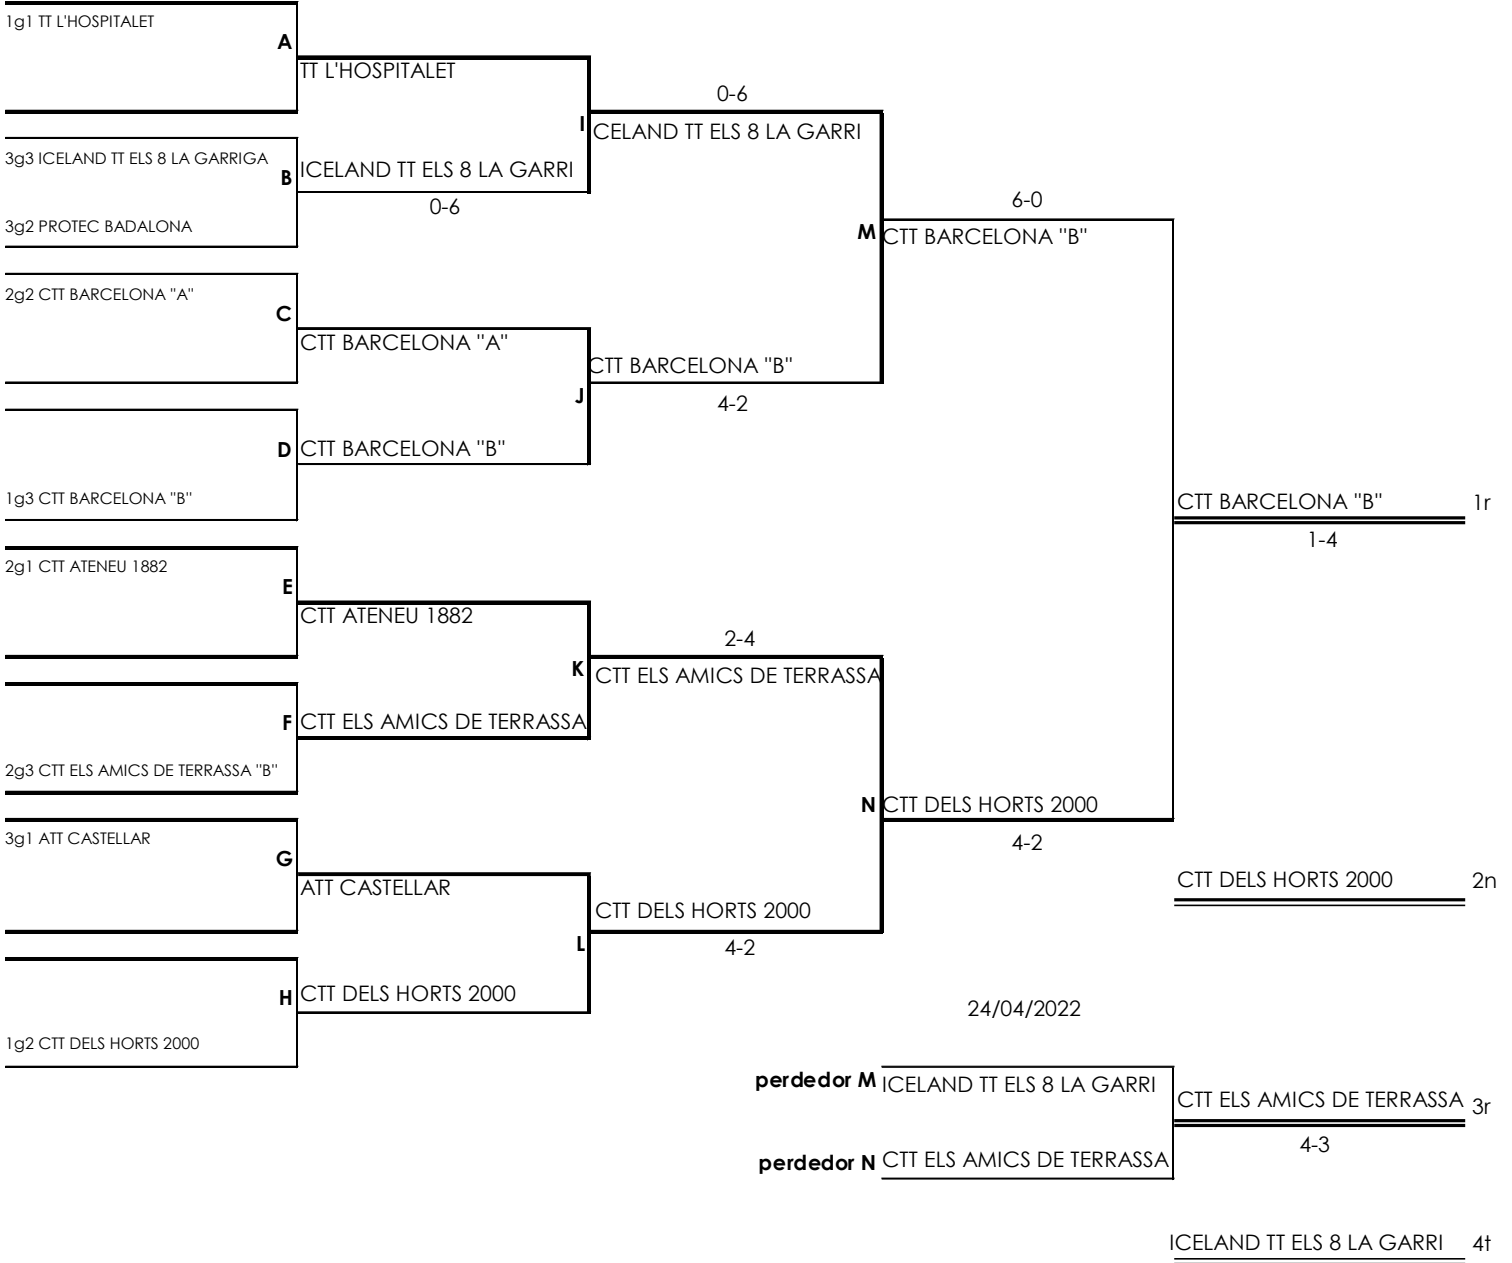 1g1 TT L'HOSPITALET
A
TT L'HOSPITALET
0-6
I
CELAND TT ELS 8 LA GARRI
3g3 ICELAND TT ELS 8 LA GARRIGA
B
ICELAND TT ELS 8 LA GARRI
0-6
3g2 PROTEC BADALONA
6-0
M
CTT BARCELONA "B"
2g2 CTT BARCELONA "A"
C
CTT BARCELONA "A"
CTT BARCELONA "B"
J
4-2
D
CTT BARCELONA "B"
1g3 CTT BARCELONA "B"
CTT BARCELONA "B"
1r
1-4
2g1 CTT ATENEU 1882
E
CTT ATENEU 1882
2-4
K
CTT ELS AMICS DE TERRASSA
F
CTT ELS AMICS DE TERRASSA
2g3 CTT ELS AMICS DE TERRASSA "B"
N
CTT DELS HORTS 2000
4-2
3g1 ATT CASTELLAR
G
ATT CASTELLAR
CTT DELS HORTS 2000
2n
CTT DELS HORTS 2000
L
4-2
H
CTT DELS HORTS 2000
1g2 CTT DELS HORTS 2000
24/04/2022
perdedor M
ICELAND TT ELS 8 LA GARRI
CTT ELS AMICS DE TERRASSA
3r
4-3
perdedor N
CTT ELS AMICS DE TERRASSA
ICELAND TT ELS 8 LA GARRI
4t